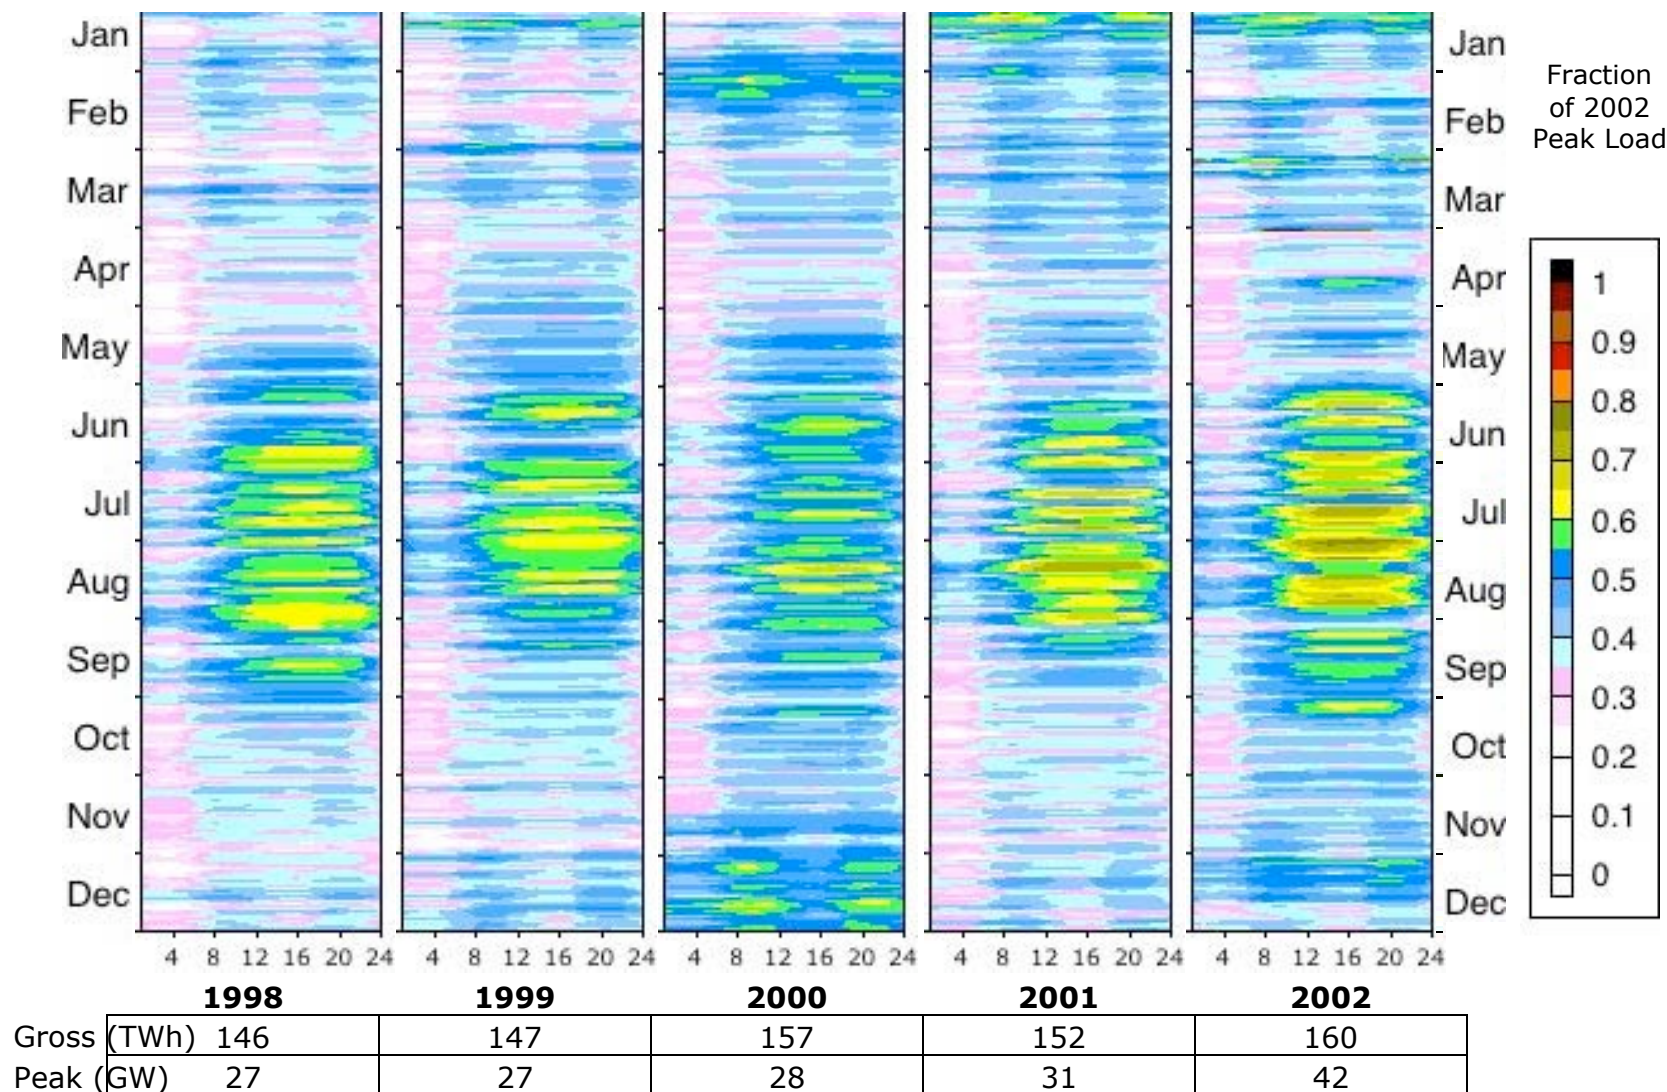 Jan
Feb
Mar
Apr
May
Jun
Jul
Aug
Sep
Oct
Nov
Dec
Jan
Feb
Mar
Apr
May
Jun
Jul
Aug
Sep
Oct
Nov
Dec
Fraction
of 2002
Peak Load
1
0.9
0.8
0.7
0.6
0.5
0.4
0.3
0.2
0.1
0
4 8 12 16 20 24 4 8 12 16 20 24 4 8 12 16 20 24 4 8 12 16 20 24 4 8 12 16 20 24
1998 1999 2000 2001 2002
Gross (TWh) 146 147 157 152 160
Peak (GW) 27 27 28 31 42